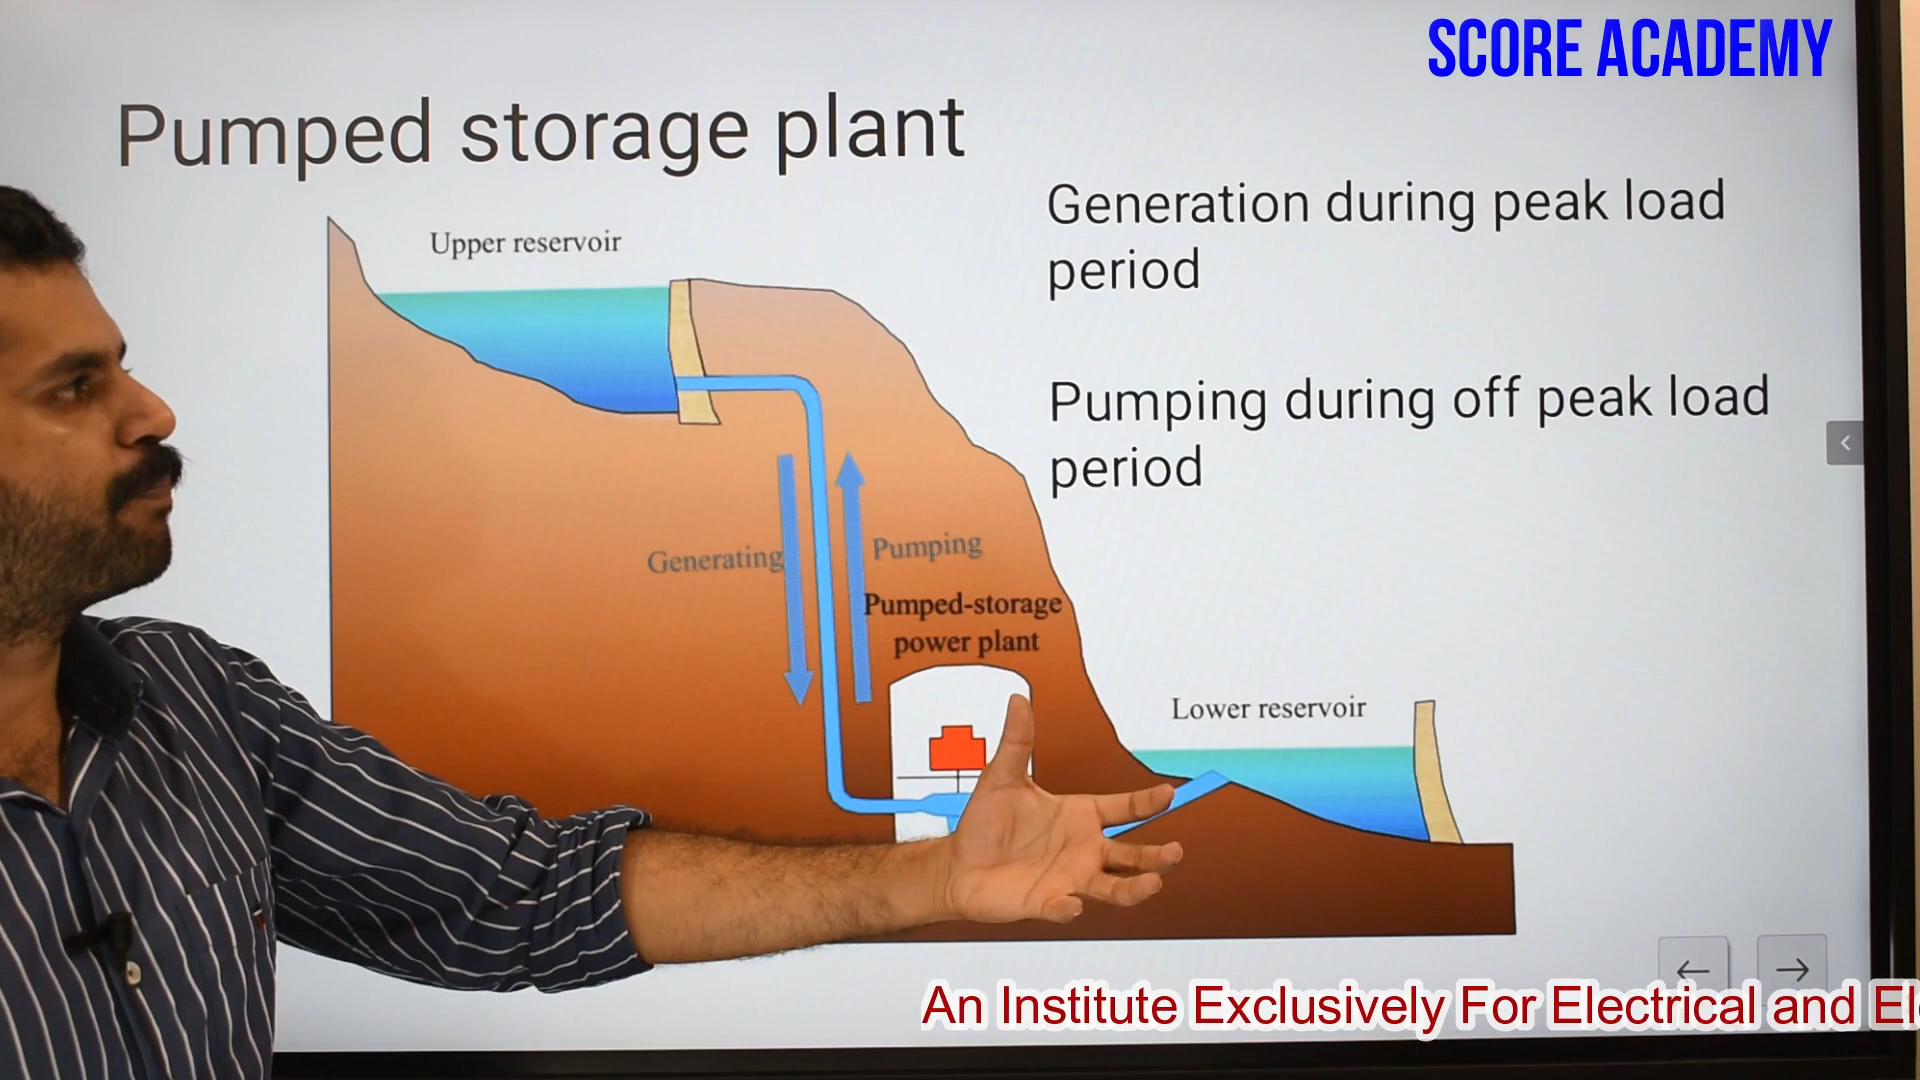 SCORE ACADEMY
Pumped storage plant
Generation during peak load
period
Upper reservoir
Pumping during off peak load
period
Generating
Pumping
Pumped-storage
power plant
Lower reservoir
An Institute Exclusively For Electrical and